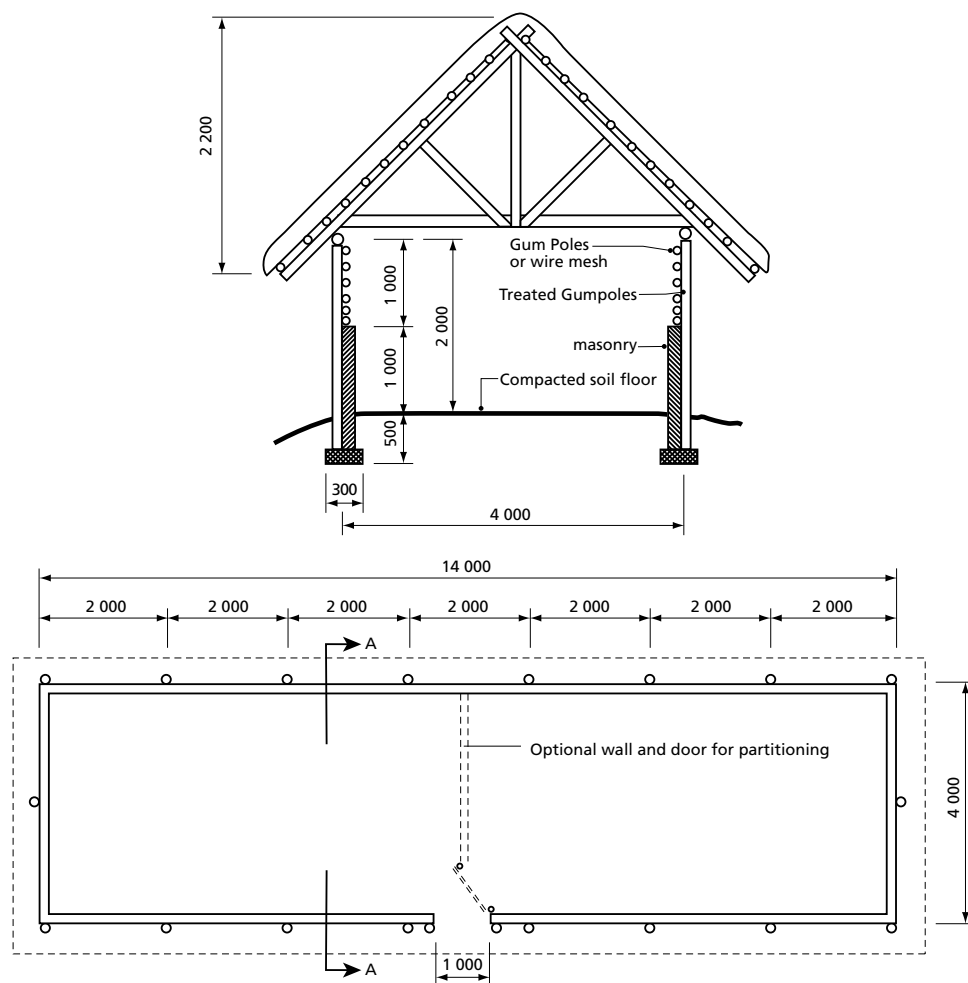 2 200
Gum Poles
or wire mesh
1 000
Treated Gumpoles
2 000
masonry
1 000
Compacted soil floor
500
300
4 000
14 000
2 000 2 000 2 000 2 000 2 000 2 000 2 000
A
Optional wall and door for partitioning
4 000
A
1 000